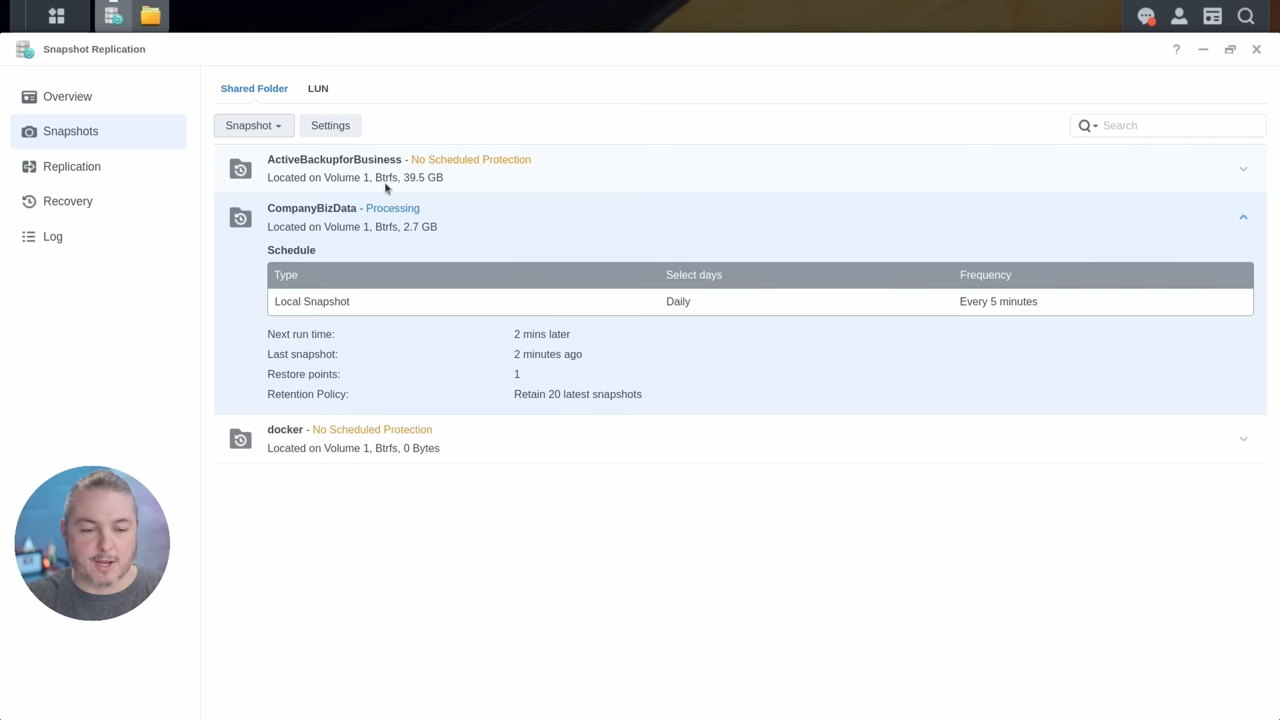 Snapshot Replication
Overview
Snapshots
Replication
Recovery
Log
Shared Folder
LUN
Snapshot
Settings
Search
ActiveBackupforBusiness - No Scheduled Protection
Located on Volume 1, Btrfs, 39.5 GB
CompanyBizData - Processing
Located on Volume 1, Btrfs, 2.7 GB
Schedule
Type Select days Frequency
Local Snapshot Daily Every 5 minutes
Next run time: 2 mins later
Last snapshot: 2 minutes ago
Restore points: 1
Retention Policy: Retain 20 latest snapshots
docker - No Scheduled Protection
Located on Volume 1, Btrfs, 0 Bytes